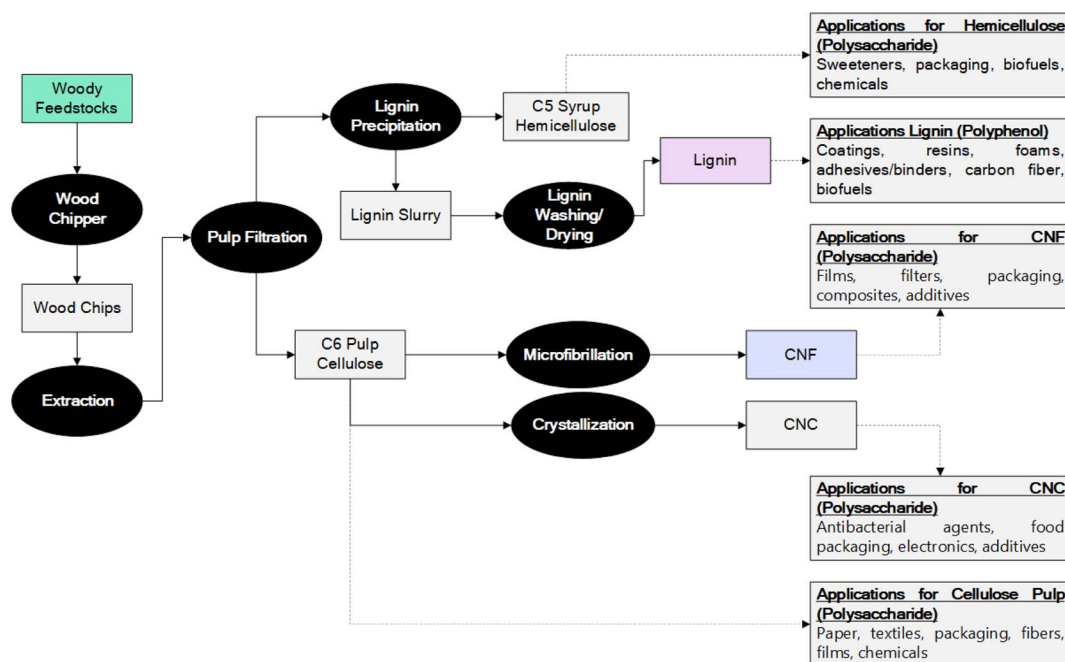 Woody
Feedstocks
Wood
Chipper
Wood Chips
Extraction
Pulp Filtration
Lignin
Precipitation
C5 Syrup
Hemicellulose
Lignin Slurry
Lignin
Washing/
Drying
Lignin
C6 Pulp
Cellulose
Microfibrillation
CNF
Crystallization
CNC
Applications for Hemicellulose
(Polysaccharide)
Sweeteners, packaging, biofuels,
chemicals
Applications Lignin (Polyphenol)
Coatings, resins, foams,
adhesives/binders, carbon fiber,
biofuels
Applications for CNF
(Polysaccharide)
Films, filters, packaging,
composites, additives
Applications for CNC
(Polysaccharide)
Antibacterial agents, food
packaging, electronics, additives
Applications for Cellulose Pulp
(Polysaccharide)
Paper, textiles, packaging, fibers,
films, chemicals